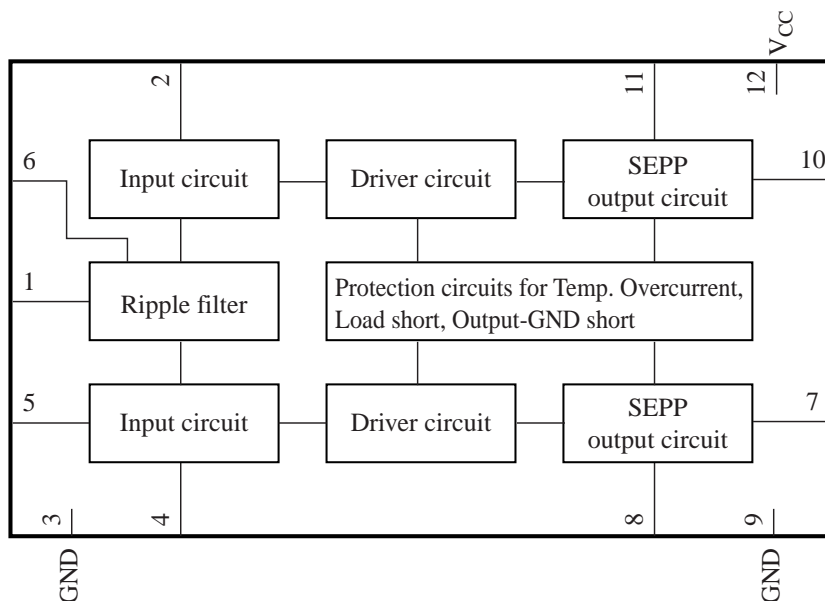 V_CC
2
11
12
6
10
Input circuit
Driver circuit
SEPP
output circuit
1
Ripple filter
Protection circuits for Temp. Overcurrent,
Load short, Output-GND short
5
7
Input circuit
Driver circuit
SEPP
output circuit
3
4
8
9
GND
GND